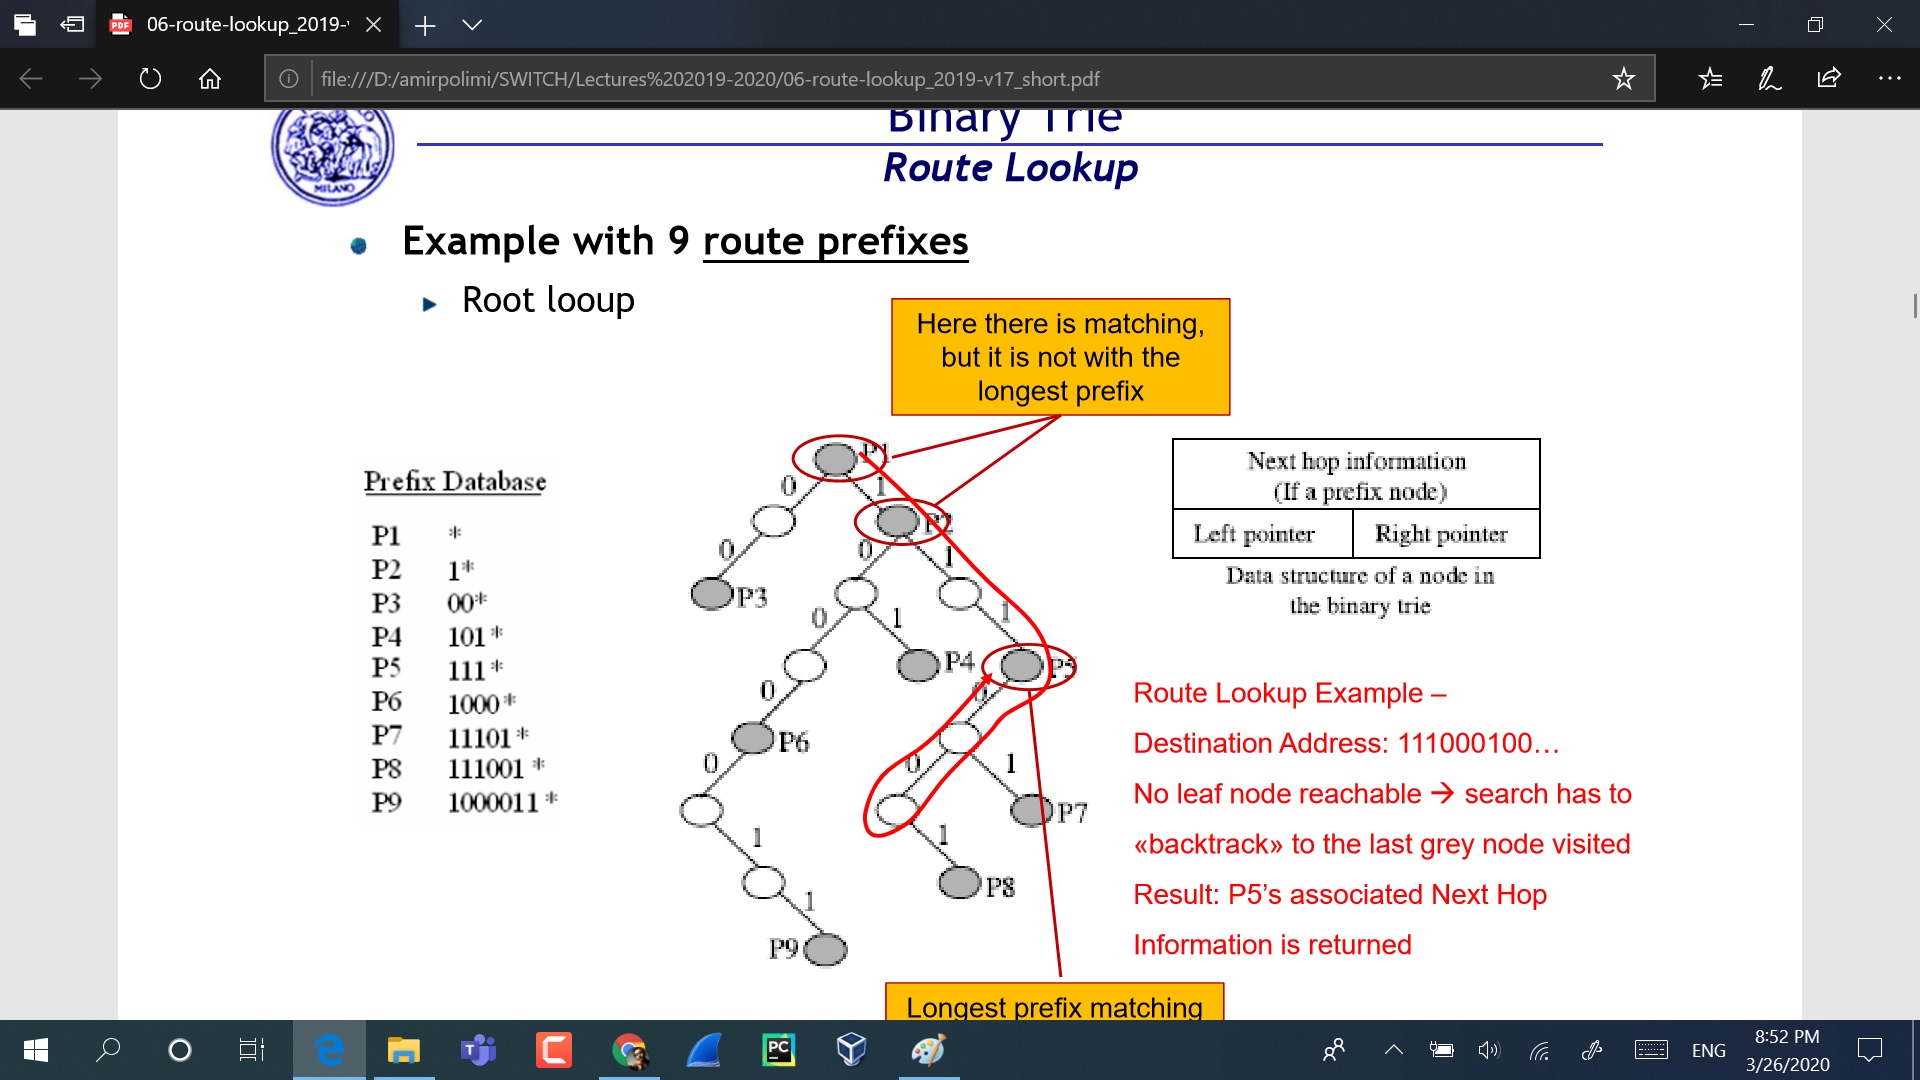 06-route-lookup_2019-
file:///D:/amirpolimi/SWITCH/Lectures%202019-2020/06-route-lookup_2019-v17_short.pdf
MILANO
Binary Trie
Route Lookup
Example with 9 route prefixes
Root looup
Here there is matching,
but it is not with the
longest prefix
Prefix Database
P1 *
P2 1*
P3 00*
P4 101*
P5 111*
P6 1000*
P7 11101*
P8 111001*
P9 1000011*
P1
0 1
P2
0 0 1
P3
0 1 1
P4 P5
0 0
P6
0 0 1
P7
1 1
P8
1
P9
Next hop information
(If a prefix node)
Left pointer Right pointer
Data structure of a node in
the binary trie
Route Lookup Example –
Destination Address: 111000100…
No leaf node reachable → search has to
«backtrack» to the last grey node visited
Result: P5’s associated Next Hop
Information is returned
Longest prefix matching
ENG
8:52 PM
3/26/2020